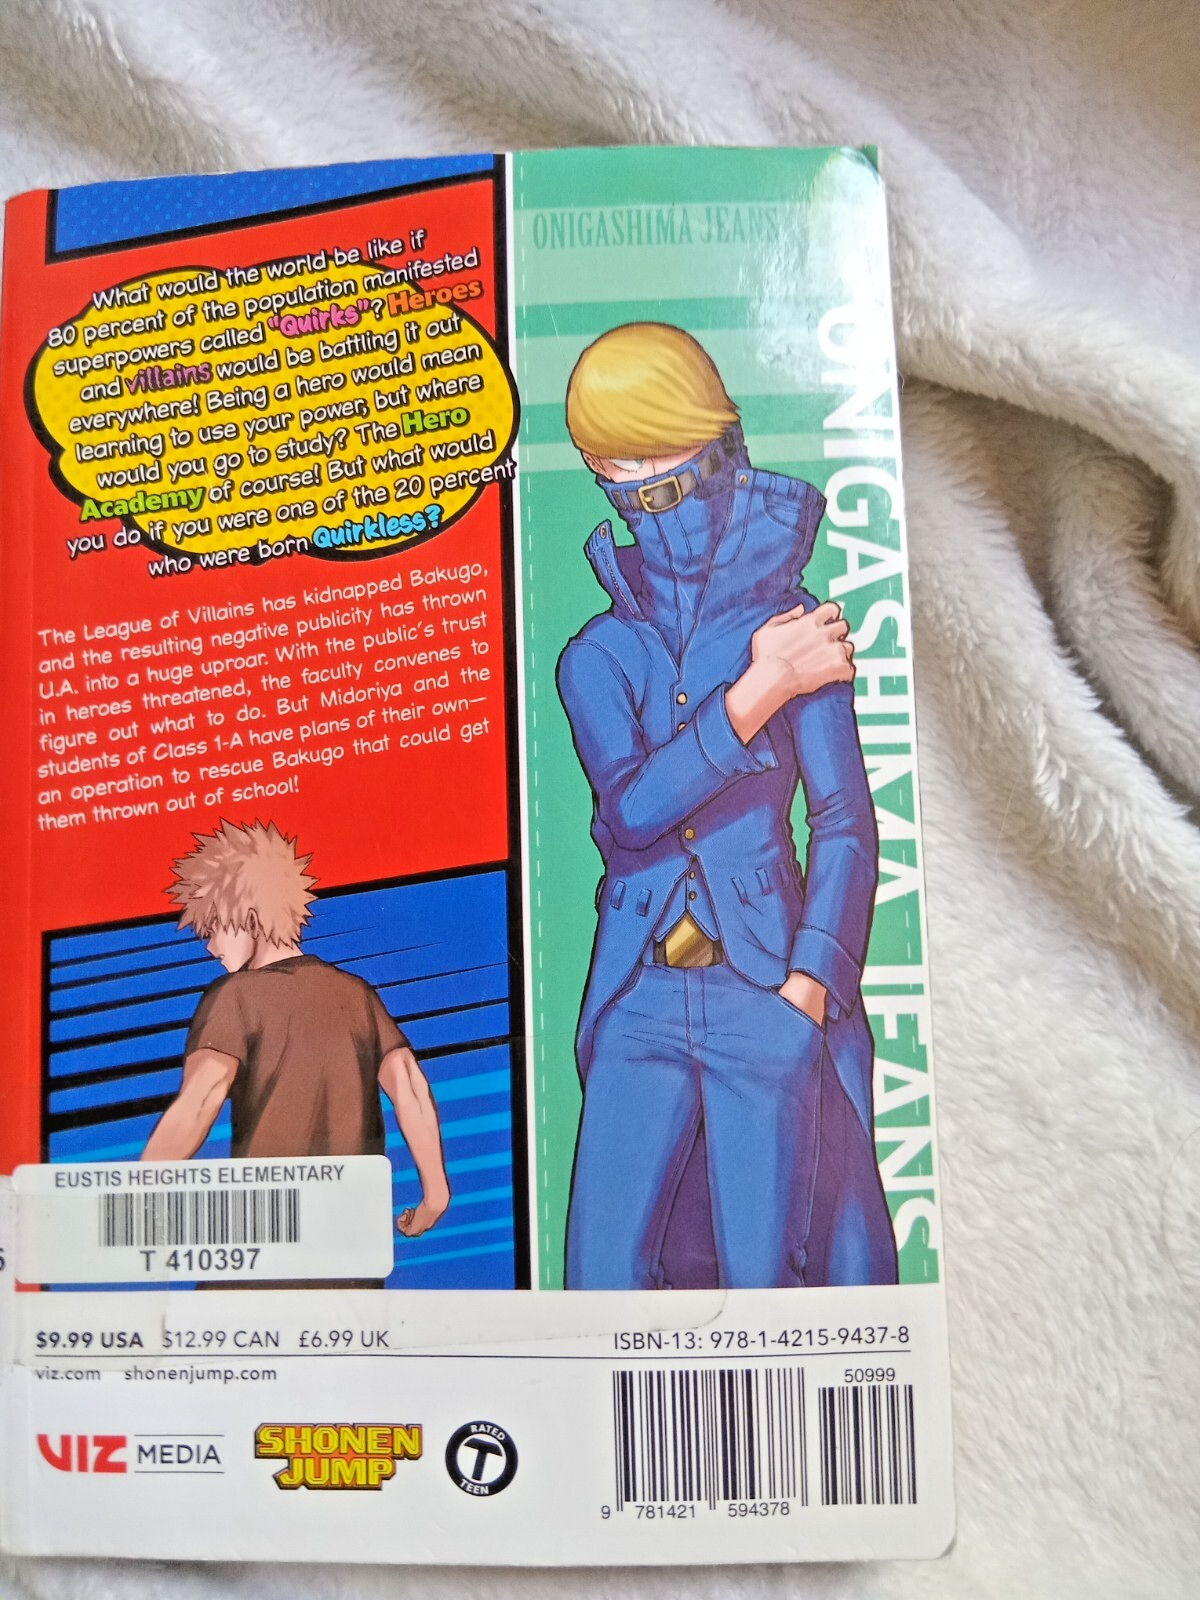 What would the world be like if
80 percent of the population manifested
superpowers called "Quirks"? Heroes
and villains would be battling it out
everywhere! Being a hero would mean
learning to use your power, but where
would you go to study? The Hero
Academy of course! But what would
you do if you were one of the 20 percent
who were born Quirkless?
The League of Villains has kidnapped Bakugo,
and the resulting negative publicity has thrown
U.A. into a huge uproar. With the public's trust
in heroes threatened, the faculty convenes to
figure out what to do. But Midoriya and the
students of Class 1-A have plans of their own—
an operation to rescue Bakugo that could get
them thrown out of school!
ONIGASHIMA JEANS
ONIGASHIMA JEANS
EUSTIS HEIGHTS ELEMENTARY
T 410397
$9.99 USA $12.99 CAN £6.99 UK
viz.com shonenjump.com
VIZ MEDIA
SHONEN
JUMP
RATED
T
TEEN
ISBN-13: 978-1-4215-9437-8
50999
9 781421 594378